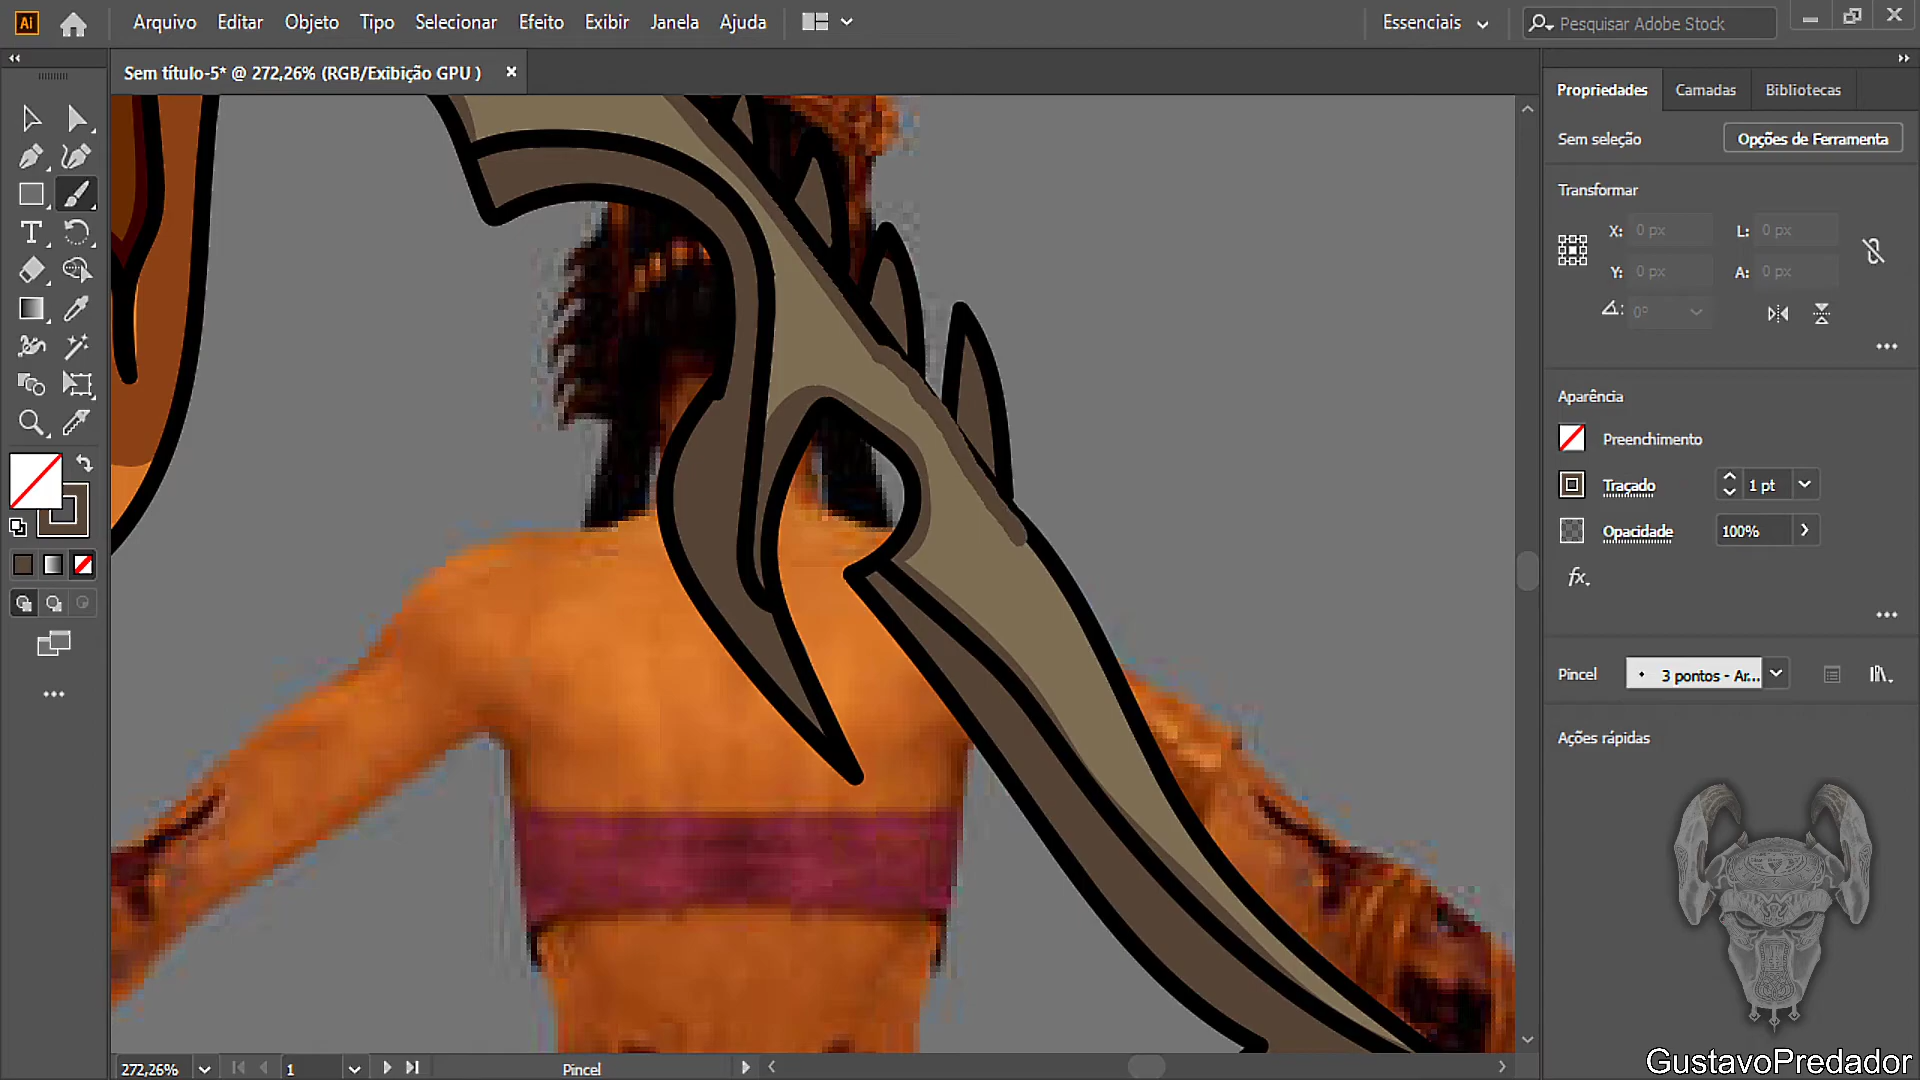 Ai
Arquivo Editar Objeto Tipo Selecionar Efeito Exibir Janela Ajuda
Essenciais
Pesquisar Adobe Stock
Sem título-5* @ 272,26% (RGB/Exibição GPU )
Propriedades Camadas Bibliotecas
Sem seleção
Opções de Ferramenta
Transformar
X: 0 px L: 0 px
Y: 0 px A: 0 px
0°
Aparência
Preenchimento
Traçado 1 pt
Opacidade 100%
fx.
Pincel 3 pontos - Ar...
Ações rápidas
272,26% 1 Pincel
GustavoPredador